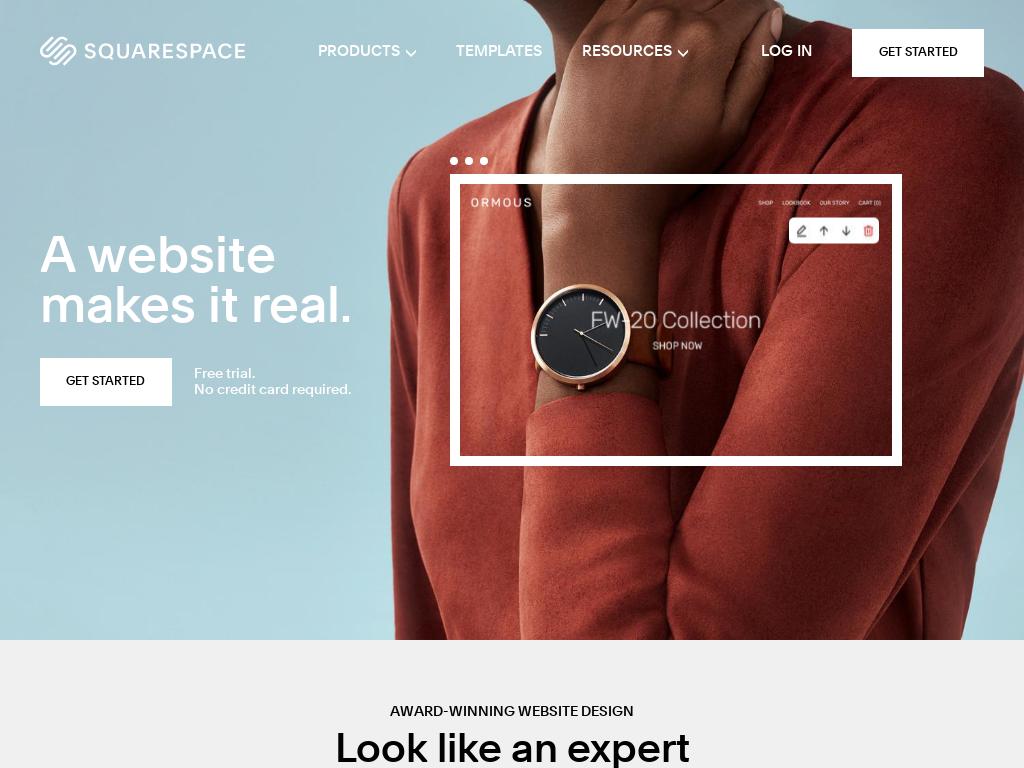 SQUARESPACE
PRODUCTS
TEMPLATES
RESOURCES
LOG IN
GET STARTED
ORMOUS
SHOP
LOOKBOOK
OUR STORY
CART (0)
A website
makes it real.
FW-20 Collection
SHOP NOW
GET STARTED
Free trial.
No credit card required.
AWARD-WINNING WEBSITE DESIGN
Look like an expert